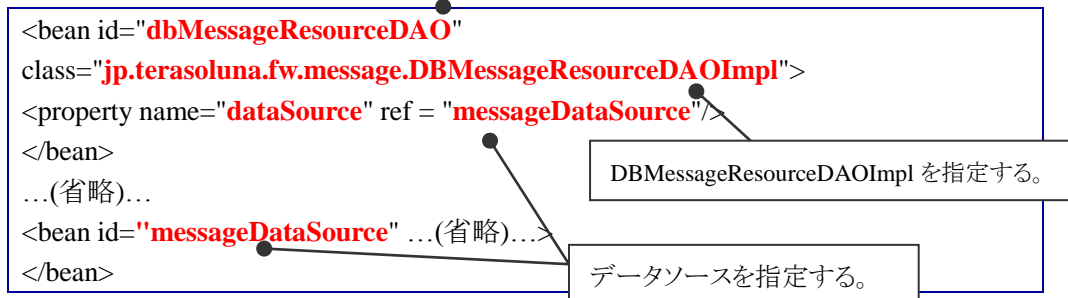 <bean id="dbMessageResourceDAO"
class="jp.terasoluna.fw.message.DBMessageResourceDAOImpl">
<property name="dataSource" ref = "messageDataSource"/>
</bean>
DBMessageResourceDAOImpl を指定する。
…(省略)…
<bean id="messageDataSource" …(省略)…>
</bean>
データソースを指定する。